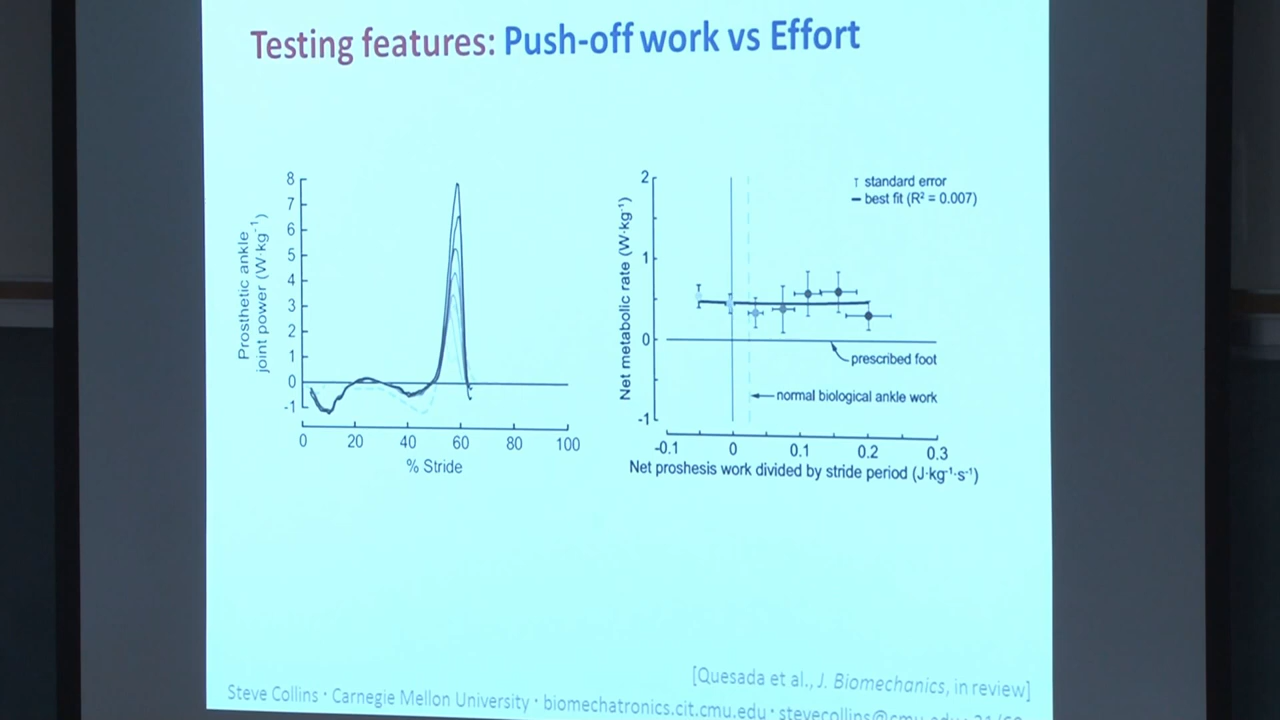 Testing features: Push-off work vs Effort
Prosthetic ankle
joint power (W·kg⁻¹)
8
7
6
5
4
3
2
1
0
-1
0 20 40 60 80 100
% Stride
Net metabolic rate (W·kg⁻¹)
2
1
0
-1
standard error
best fit (R² = 0.007)
prescribed foot
normal biological ankle work
-0.1 0 0.1 0.2 0.3
Net proshesis work divided by stride period (J·kg⁻¹·s⁻¹)
[Quesada et al., J. Biomechanics, in review]
Steve Collins · Carnegie Mellon University · biomechatronics.cit.cmu.edu · stevecollins@cmu.edu